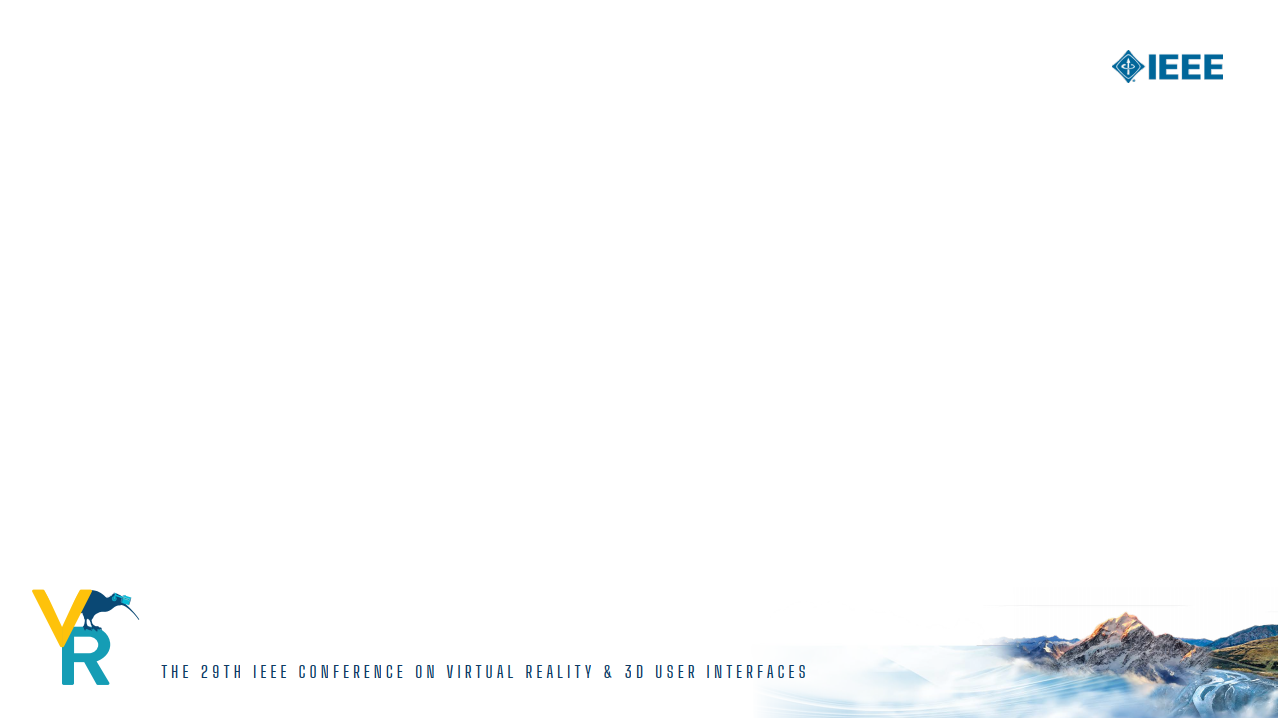 IEEE
VR
THE 29TH IEEE CONFERENCE ON VIRTUAL REALITY & 3D USER INTERFACES